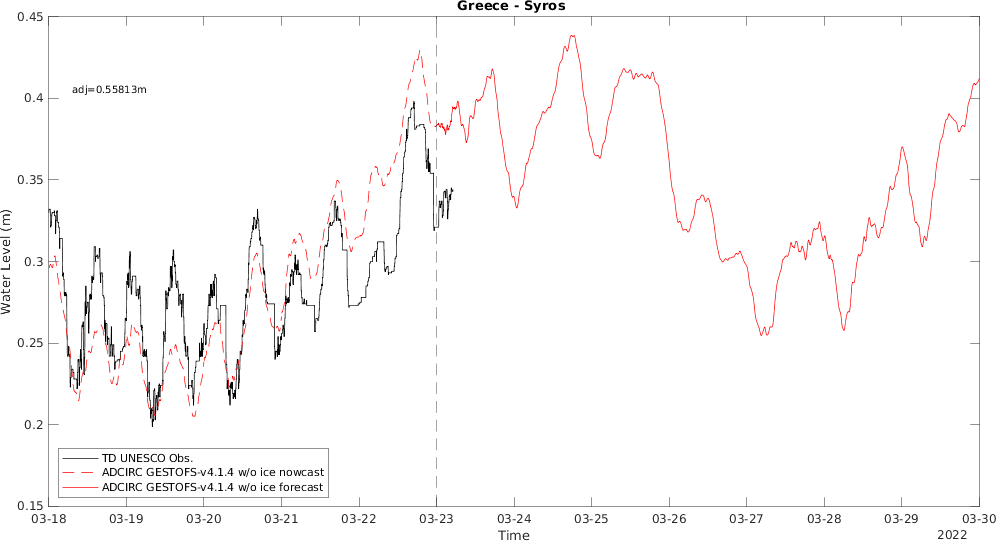 Greece - Syros
0.45
0.4
0.35
0.3
0.25
0.2
0.15
Water Level (m)
adj=0.55813m
TD UNESCO Obs.
ADCIRC GESTOFS-v4.1.4 w/o ice nowcast
ADCIRC GESTOFS-v4.1.4 w/o ice forecast
03-18 03-19 03-20 03-21 03-22 03-23 03-24 03-25 03-26 03-27 03-28 03-29 03-30
Time
2022